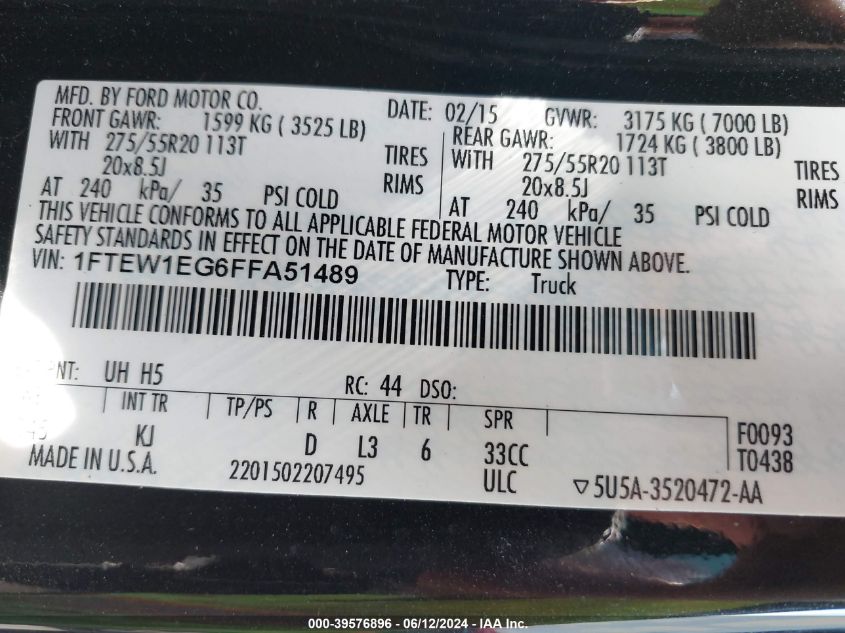 MFD. BY FORD MOTOR CO. DATE: 02/15 GVWR: 3175 KG ( 7000 LB)
FRONT GAWR: 1599 KG ( 3525 LB) REAR GAWR: 1724 KG ( 3800 LB)
WITH 275/55R20 113T TIRES WITH 275/55R20 113T TIRES
20x8.5J RIMS 20x8.5J RIMS
AT 240 kPa/ 35 PSI COLD AT 240 kPa/ 35 PSI COLD
THIS VEHICLE CONFORMS TO ALL APPLICABLE FEDERAL MOTOR VEHICLE
SAFETY STANDARDS IN EFFECT ON THE DATE OF MANUFACTURE SHOWN ABOVE.
VIN: 1FTEW1EG6FFA51489 TYPE: Truck
UH H5 RC: 44 DSO:
INT TR TP/PS R AXLE TR SPR F0093
KJ D L3 6 33CC T0438
MADE IN U.S.A. 2201502207495 ULC ▽5U5A-3520472-AA
000-39576896 - 06/12/2024 - IAA Inc.